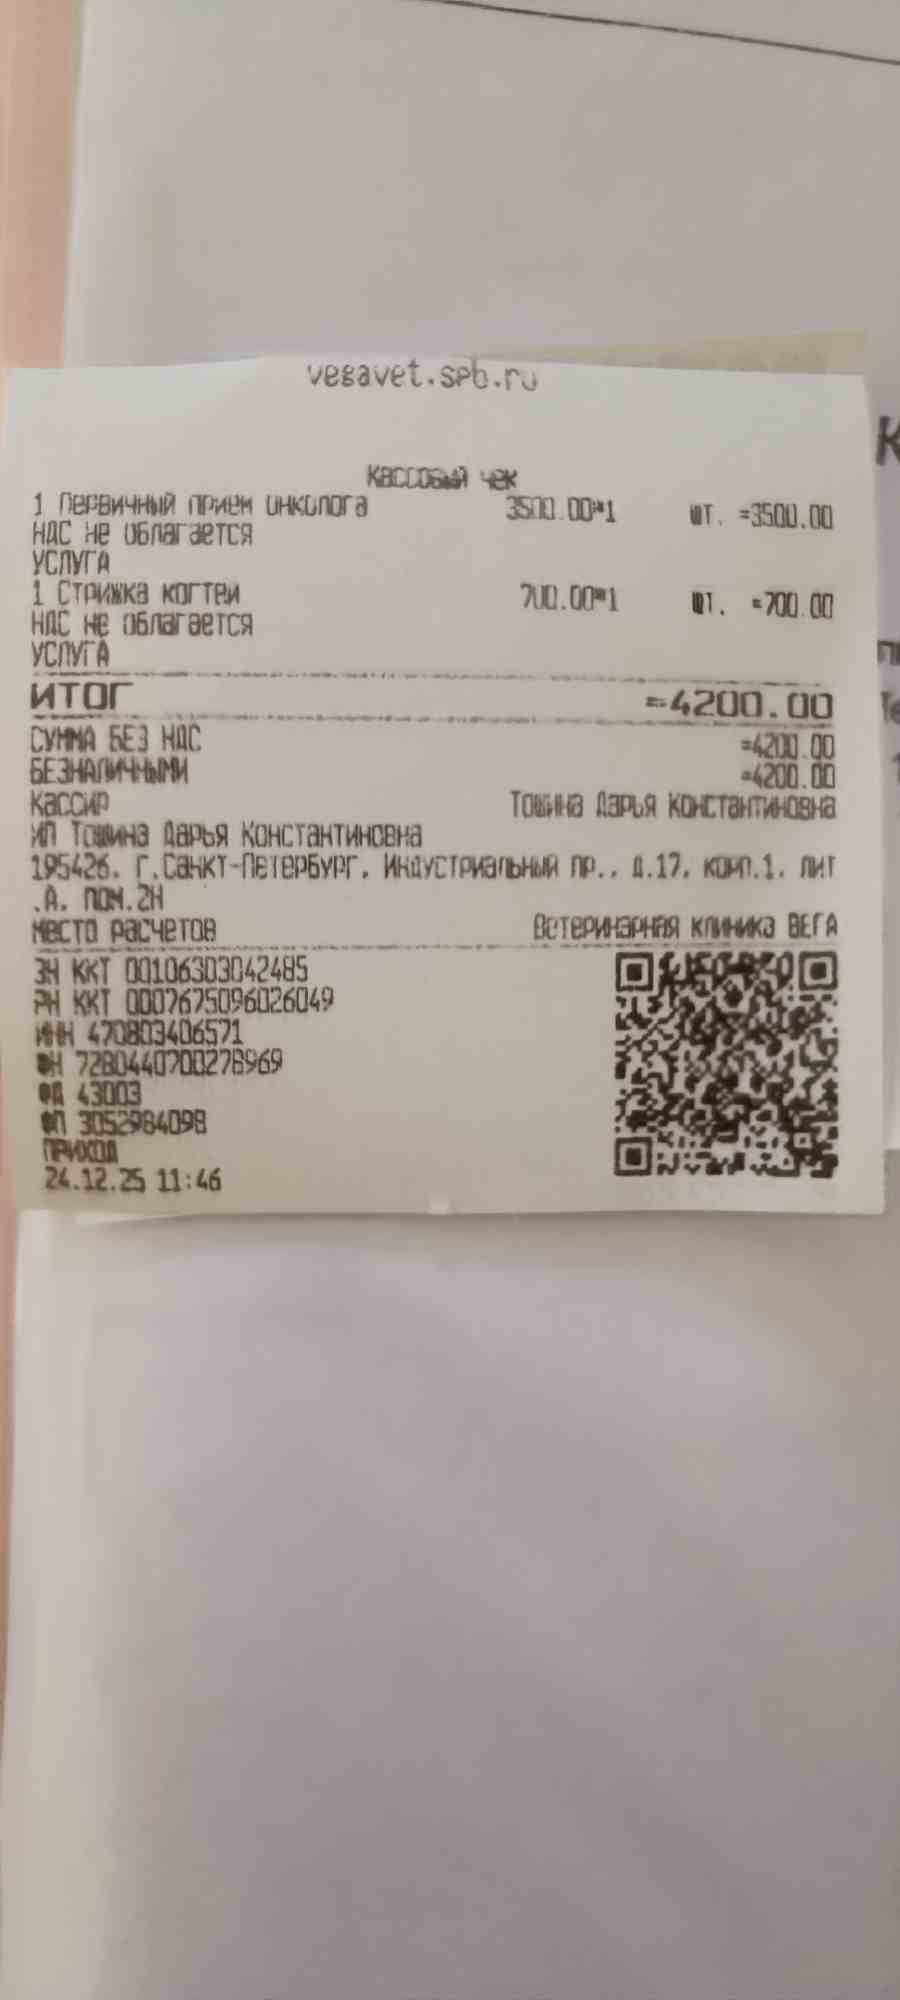 vegavet.spb.ru
Кассовый чек
1 Первичный прием онколога 3500.00*1 шт. =3500.00
НДС не облагается
УСЛУГА
1 Стрижка когтей 700.00*1 шт. =700.00
НДС не облагается
УСЛУГА
ИТОГ =4200.00
СУММА БЕЗ НДС =4200.00
БЕЗНАЛИЧНЫМИ =4200.00
Кассир Тошина Дарья Константиновна
ИП Тошина Дарья Константиновна
195426, Г.Санкт-Петербург, Индустриальный пр., д.17, корп.1, лит
.А, пом.2Н
Место расчетов Ветеринарная клиника ВЕГА
ЗН ККТ 00106303042485
РН ККТ 0007675096026049
ИНН 470803406571
ФН 7280440700278969
ФД 43003
ФП 3052984098
ПРИХОД
24.12.25 11:46